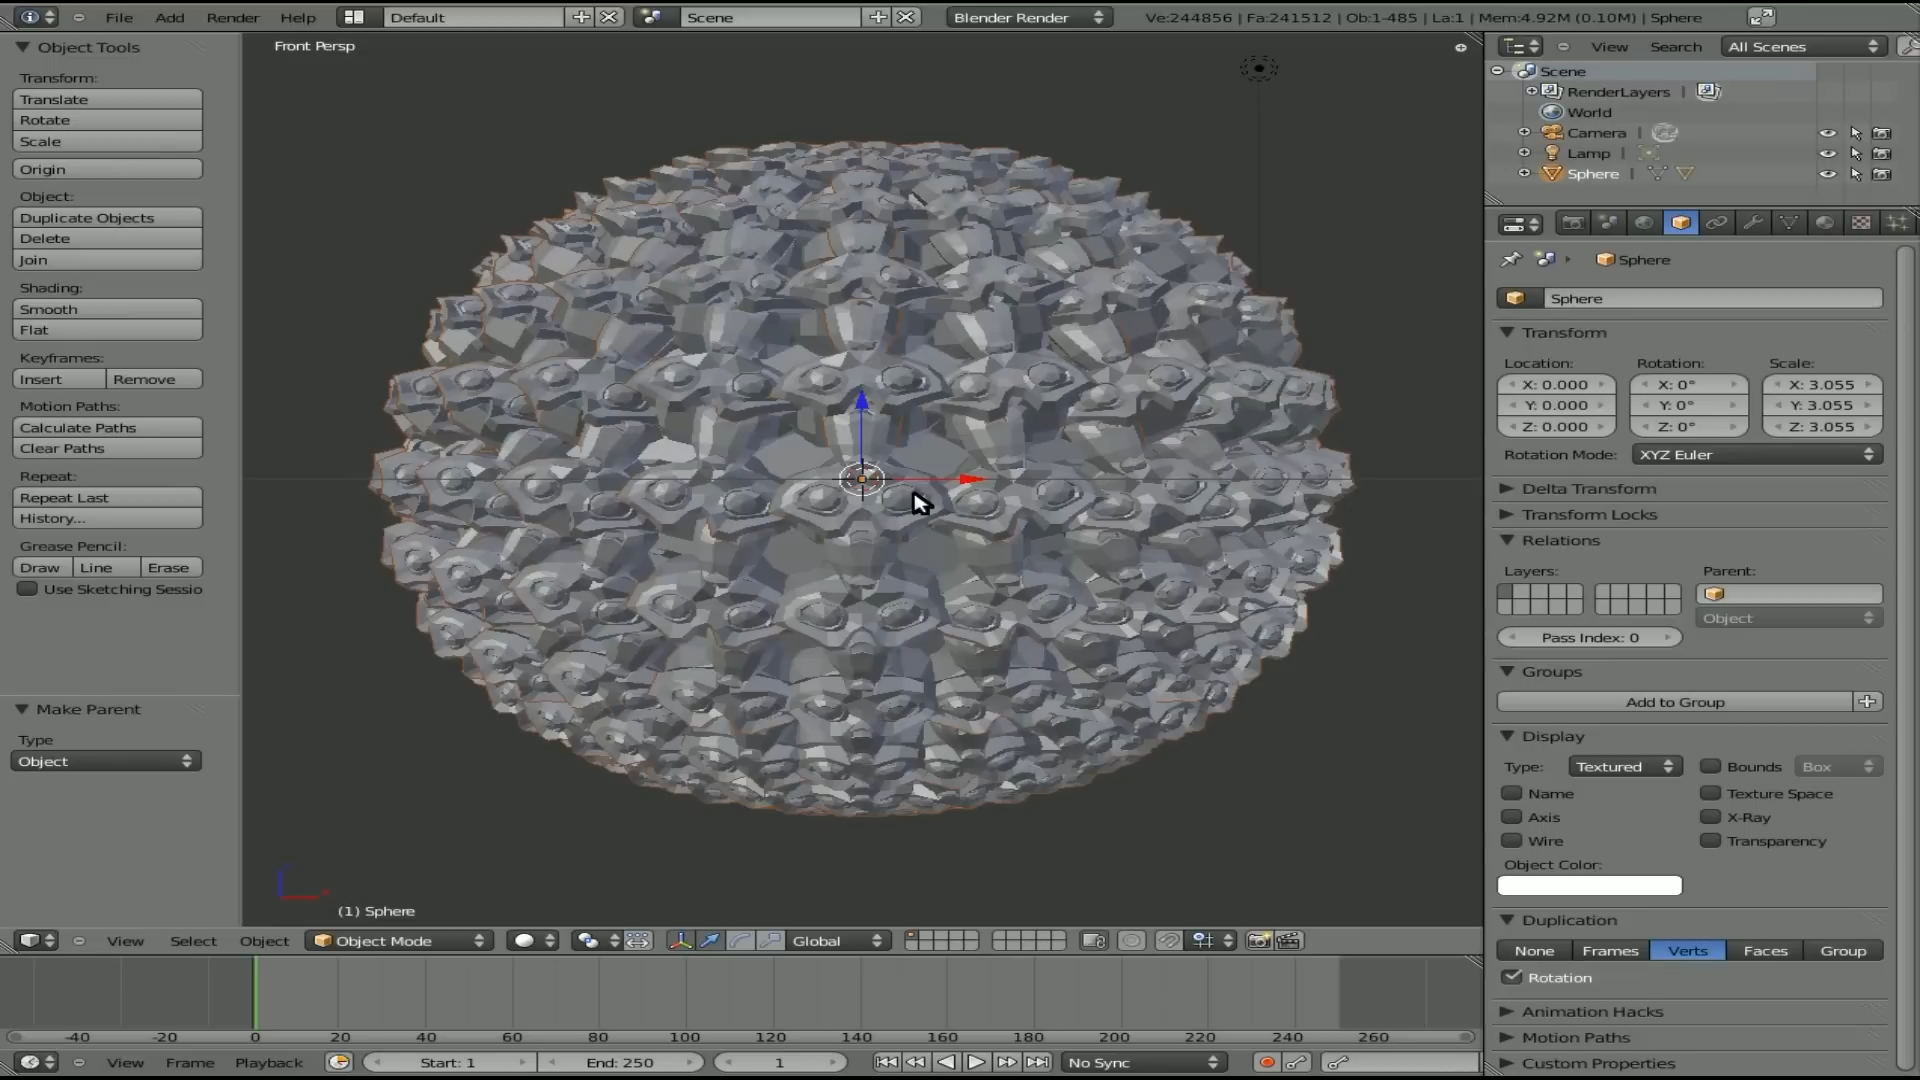 File Add Render Help Default Scene Blender Render Ve:244856 | Fa:241512 | Ob:1-485 | La:1 | Mem:4.92M (0.10M) | Sphere
Object Tools
Transform:
Translate
Rotate
Scale
Origin
Object:
Duplicate Objects
Delete
Join
Shading:
Smooth
Flat
Keyframes:
Insert Remove
Motion Paths:
Calculate Paths
Clear Paths
Repeat:
Repeat Last
History...
Grease Pencil:
Draw Line Erase
Use Sketching Sessio
Make Parent
Type
Object
Front Persp
(1) Sphere
View Select Object Object Mode Global
-40 -20 0 20 40 60 80 100 120 140 160 180 200 220 240 260
View Frame Playback Start: 1 End: 250 1 No Sync
View Search All Scenes
Scene
RenderLayers |
World
Camera |
Lamp |
Sphere |
Sphere
Sphere
Transform
Location: Rotation: Scale:
X: 0.000 X: 0° X: 3.055
Y: 0.000 Y: 0° Y: 3.055
Z: 0.000 Z: 0° Z: 3.055
Rotation Mode: XYZ Euler
Delta Transform
Transform Locks
Relations
Layers: Parent:
Object
Pass Index: 0
Groups
Add to Group
Display
Type: Textured Bounds Box
Name Texture Space
Axis X-Ray
Wire Transparency
Object Color:
Duplication
None Frames Verts Faces Group
Rotation
Animation Hacks
Motion Paths
Custom Properties